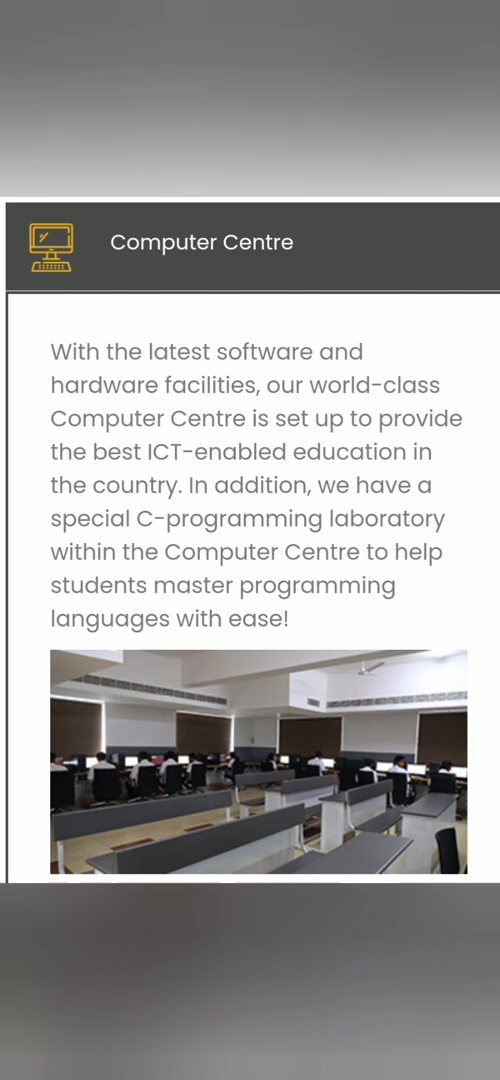 Computer Centre
With the latest software and
hardware facilities, our world-class
Computer Centre is set up to provide
the best ICT-enabled education in
the country. In addition, we have a
special C-programming laboratory
within the Computer Centre to help
students master programming
languages with ease!